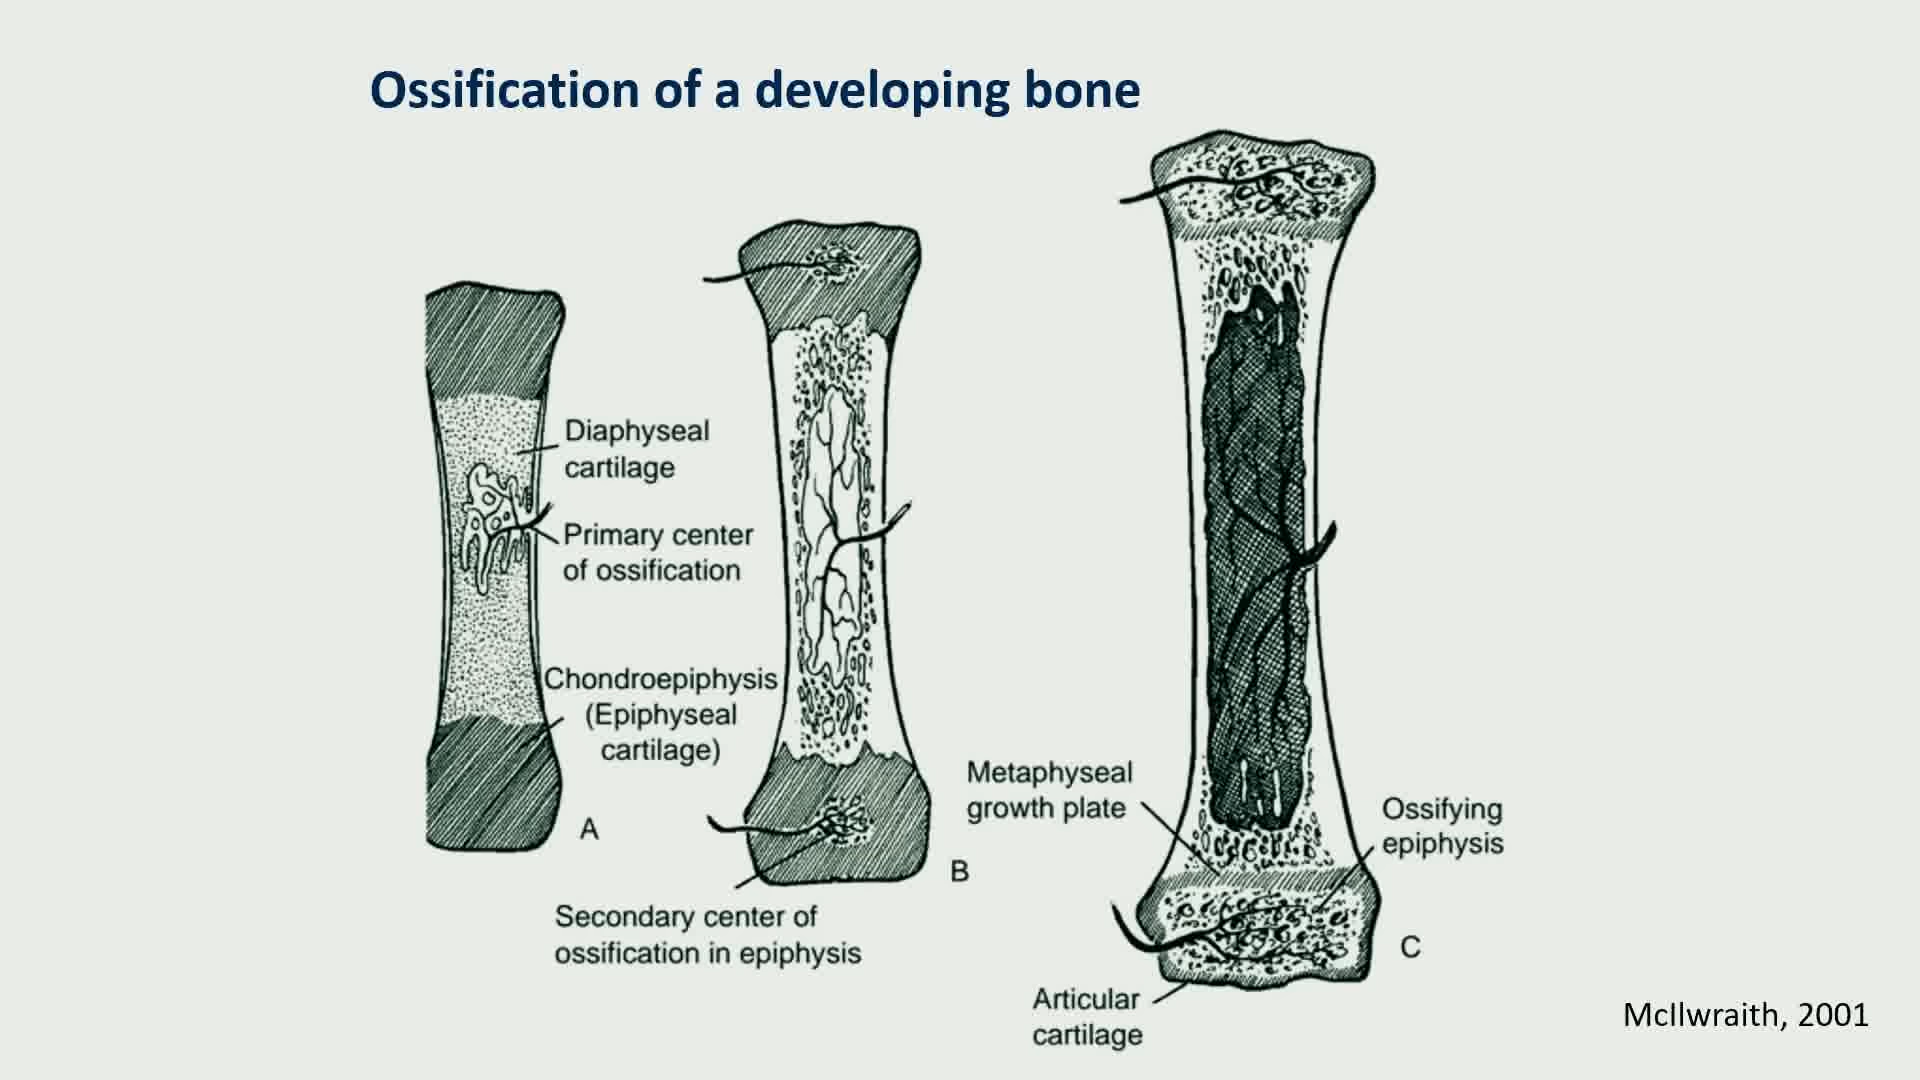 Ossification of a developing bone
Diaphyseal
cartilage
Primary center
of ossification
Chondroepiphysis
(Epiphyseal
cartilage)
A
Secondary center of
ossification in epiphysis
B
Metaphyseal
growth plate
Ossifying
epiphysis
C
Articular
cartilage
McIlwraith, 2001